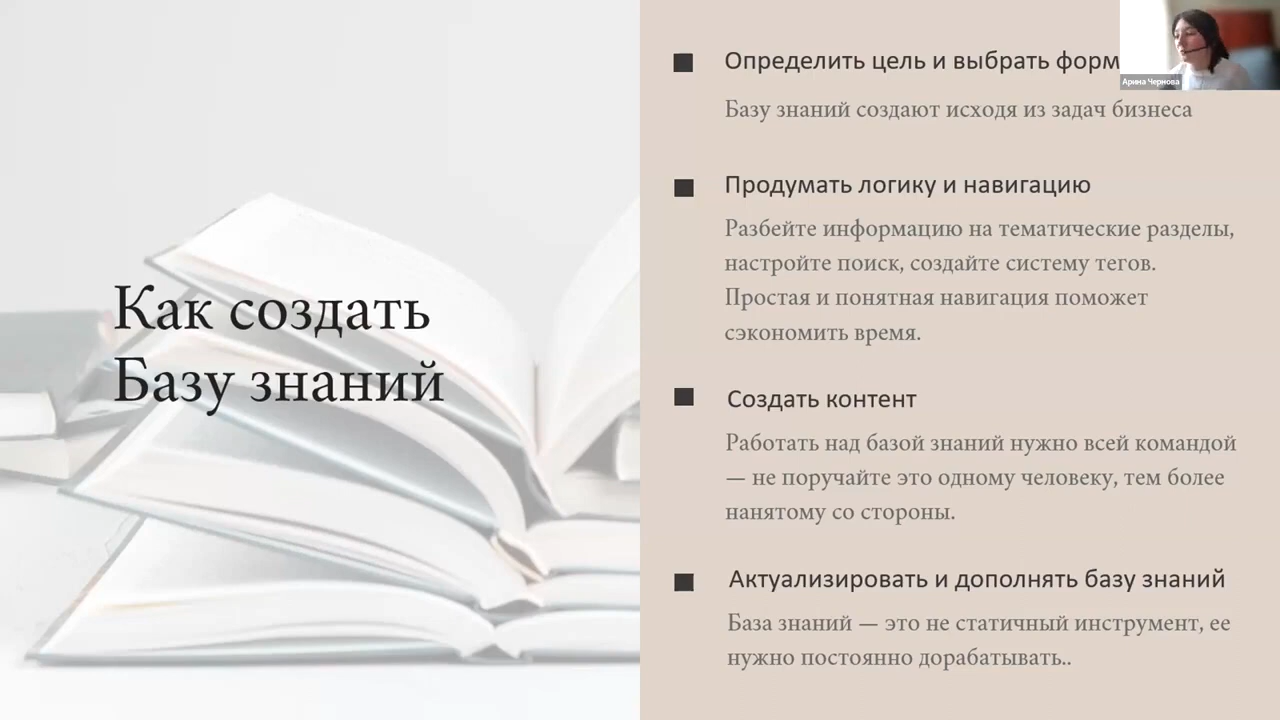 Как создать
Базу знаний
Определить цель и выбрать форм
Базу знаний создают исходя из задач бизнеса
Продумать логику и навигацию
Разбейте информацию на тематические разделы,
настройте поиск, создайте систему тегов.
Простая и понятная навигация поможет
сэкономить время.
Создать контент
Работать над базой знаний нужно всей командой
— не поручайте это одному человеку, тем более
нанятому со стороны.
Актуализировать и дополнять базу знаний
База знаний — это не статичный инструмент, ее
нужно постоянно дорабатывать..
Арина Чернова